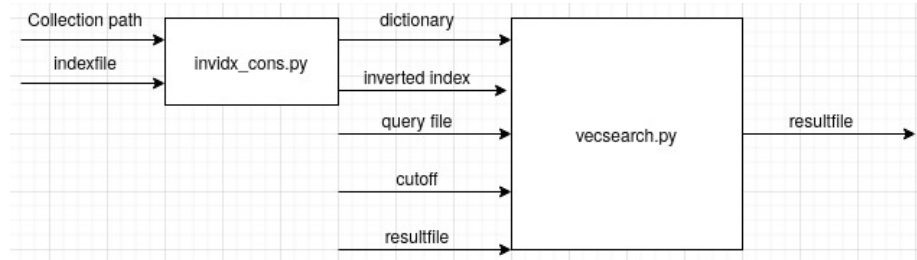 Collection path
indexfile
invidx_cons.py
dictionary
inverted index
query file
cutoff
resultfile
vecsearch.py
resultfile